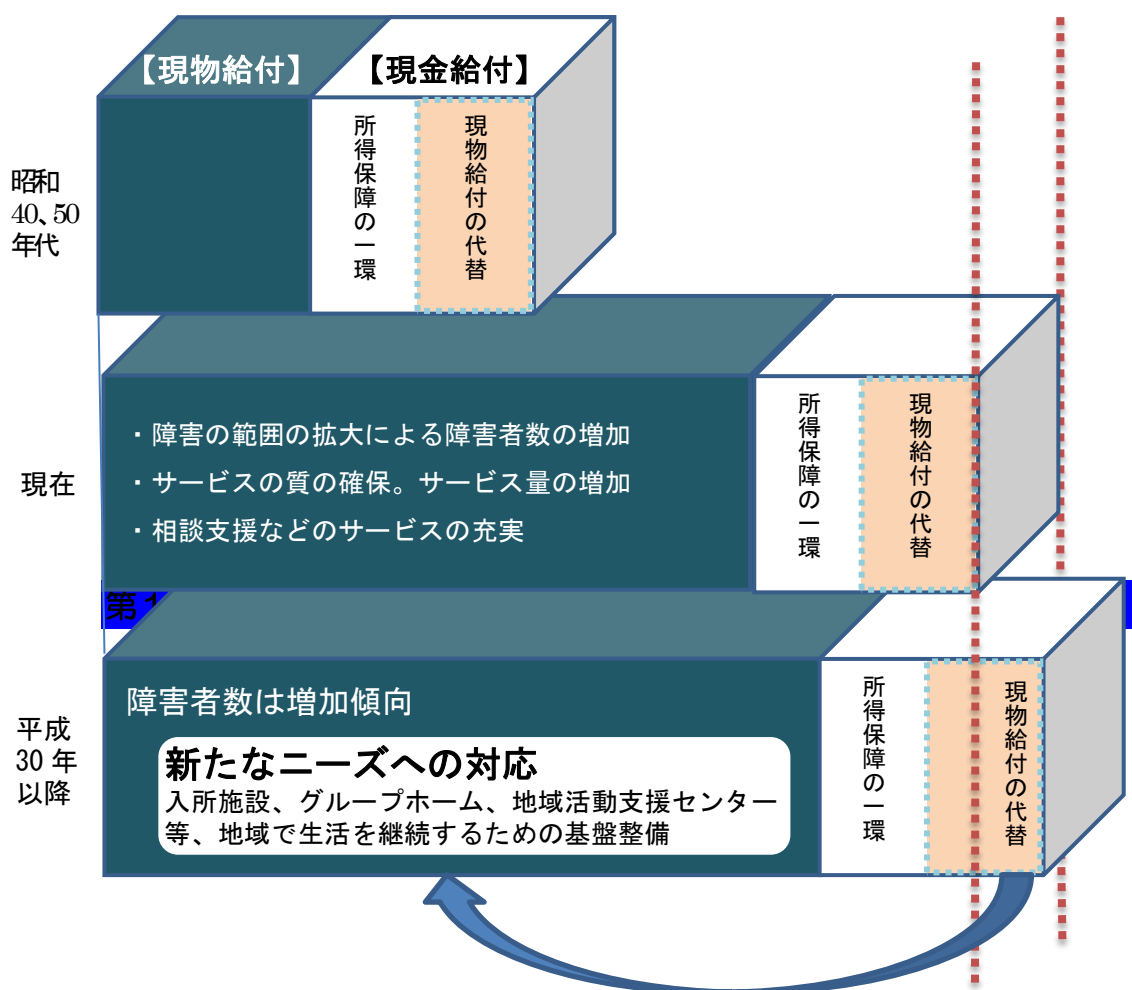 【現物給付】
【現金給付】
昭和
40、50
年代
所得保障の一環
現物給付の代替
現在
・障害の範囲の拡大による障害者数の増加
・サービスの質の確保。サービス量の増加
・相談支援などのサービスの充実
所得保障の一環
現物給付の代替
第1
平成
30 年
以降
障害者数は増加傾向
新たなニーズへの対応
入所施設、グループホーム、地域活動支援センター
等、地域で生活を継続するための基盤整備
所得保障の一環
現物給付の代替